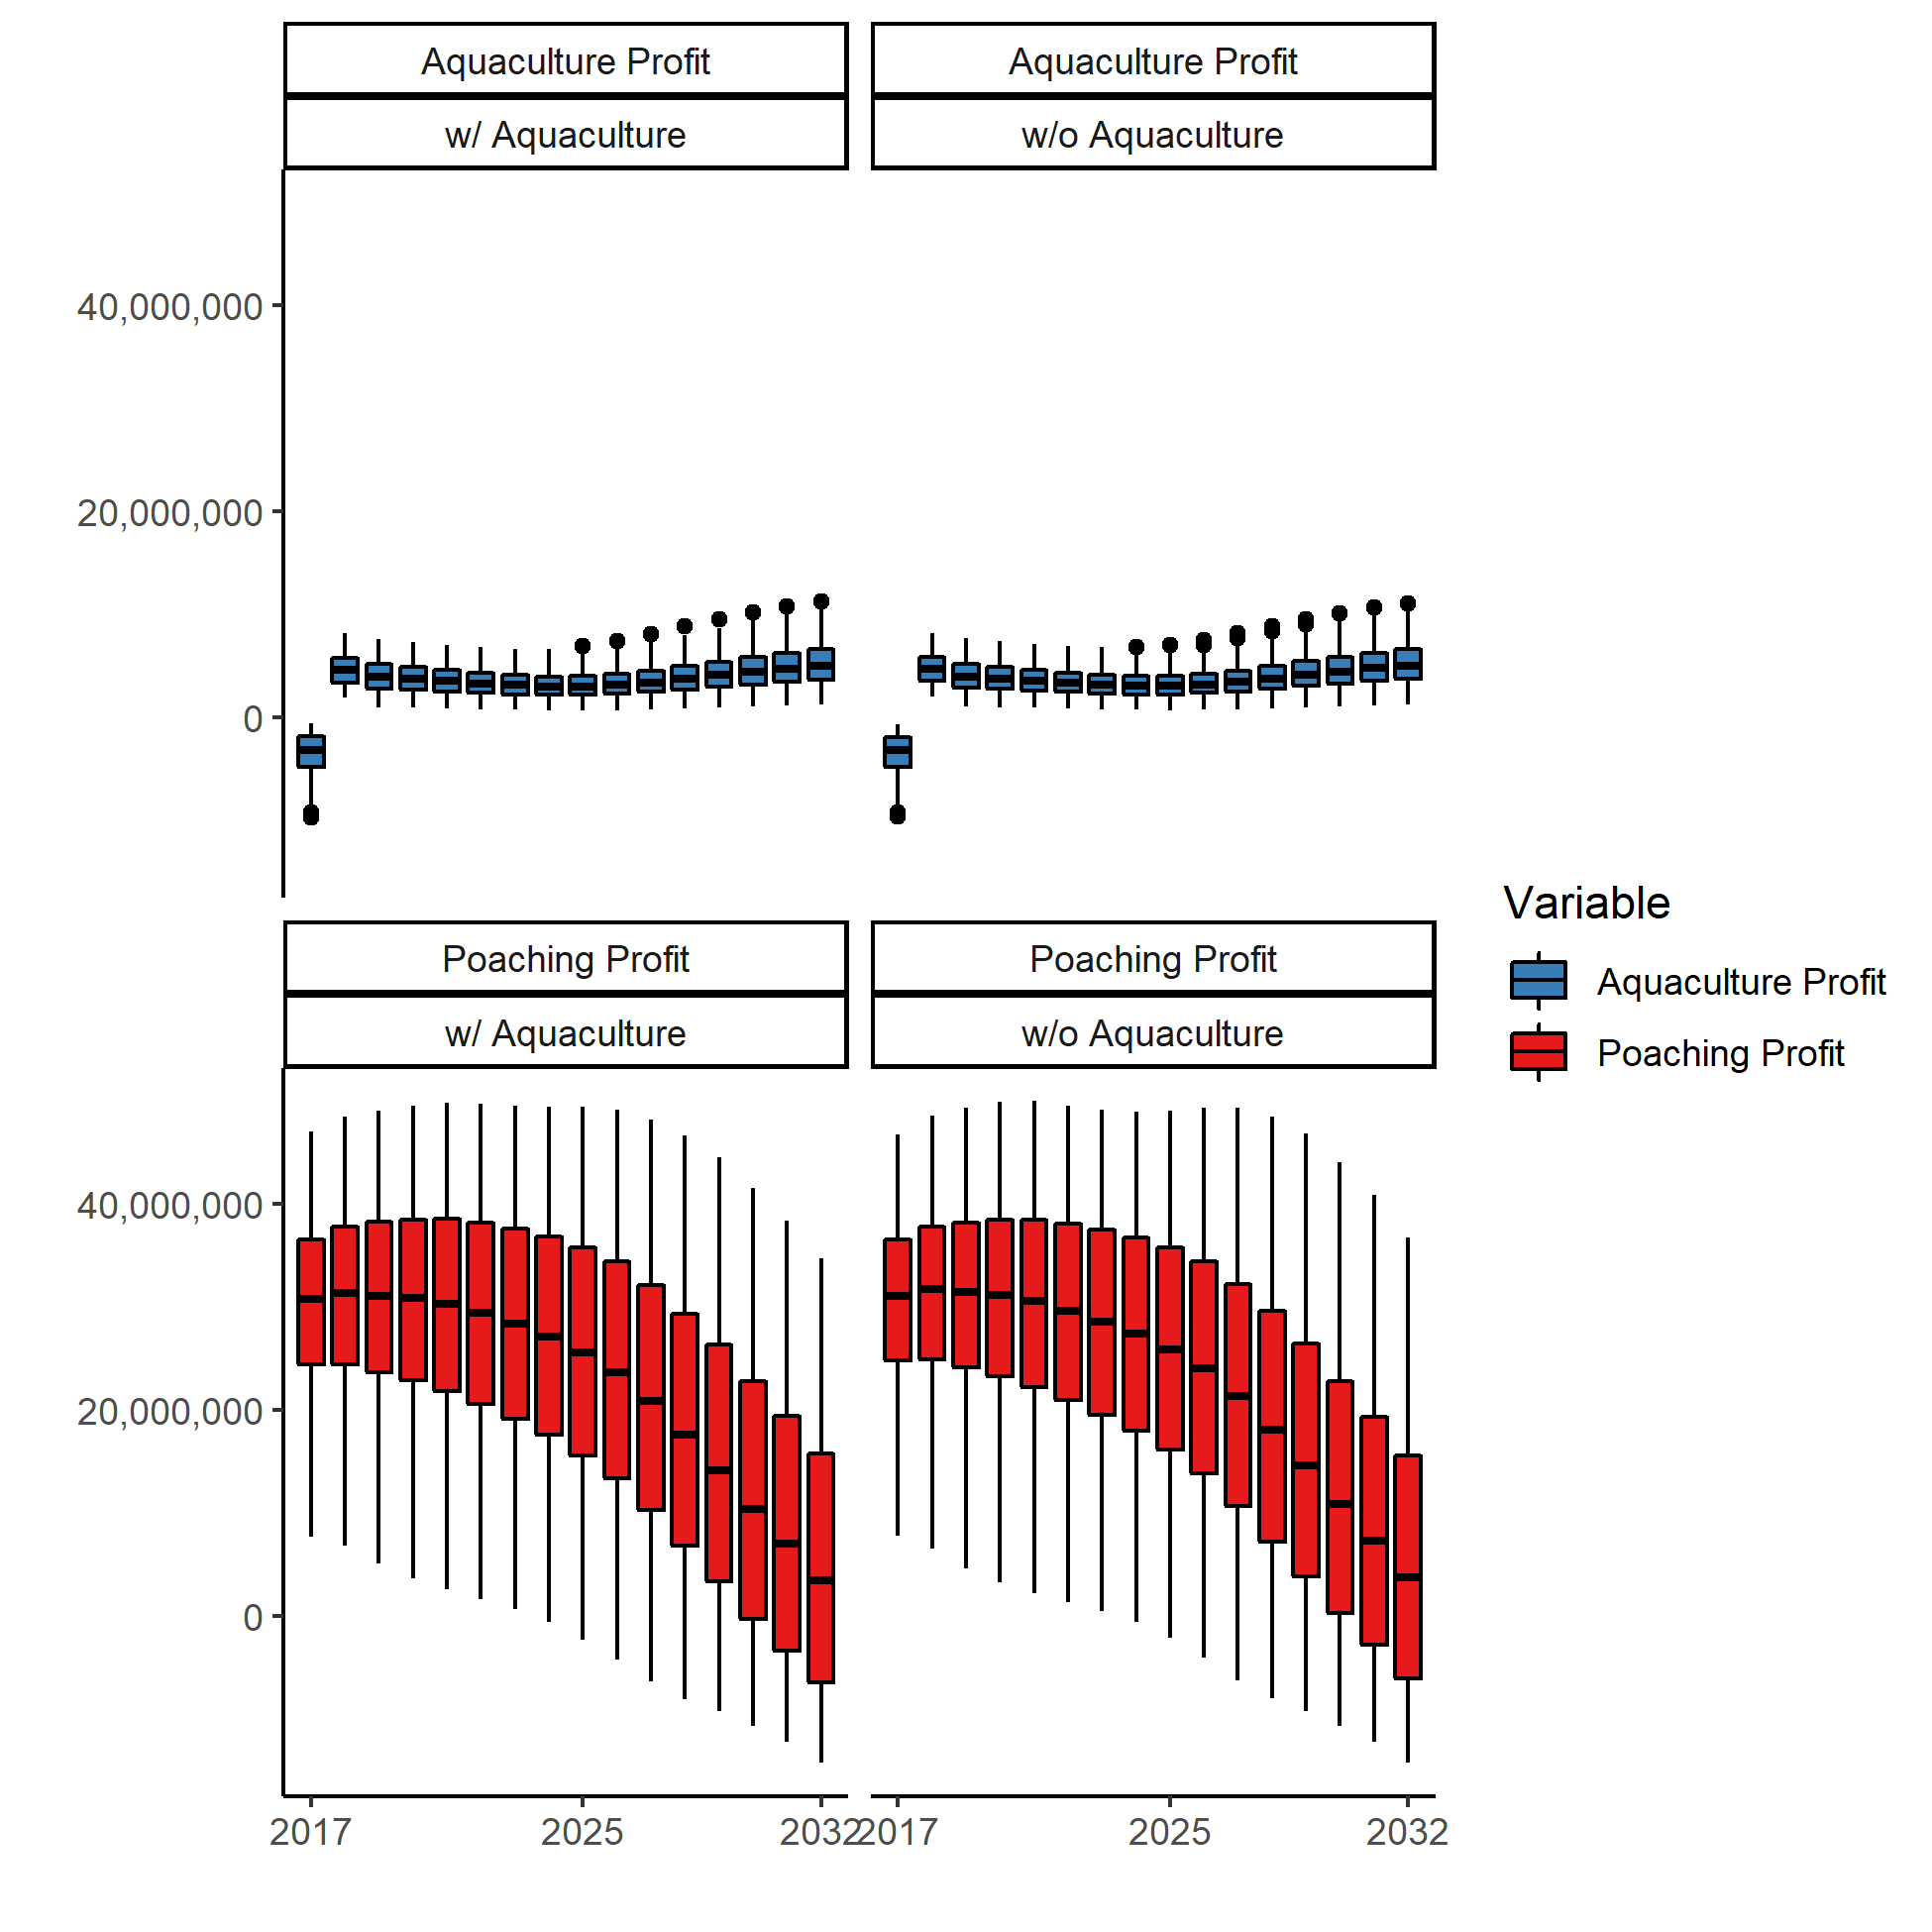 Aquaculture Profit
Aquaculture Profit
w/ Aquaculture
w/o Aquaculture
40,000,000
20,000,000
0
Poaching Profit
Poaching Profit
w/ Aquaculture
w/o Aquaculture
40,000,000
20,000,000
0
2017
2025
2032
2017
2025
2032
Variable
Aquaculture Profit
Poaching Profit